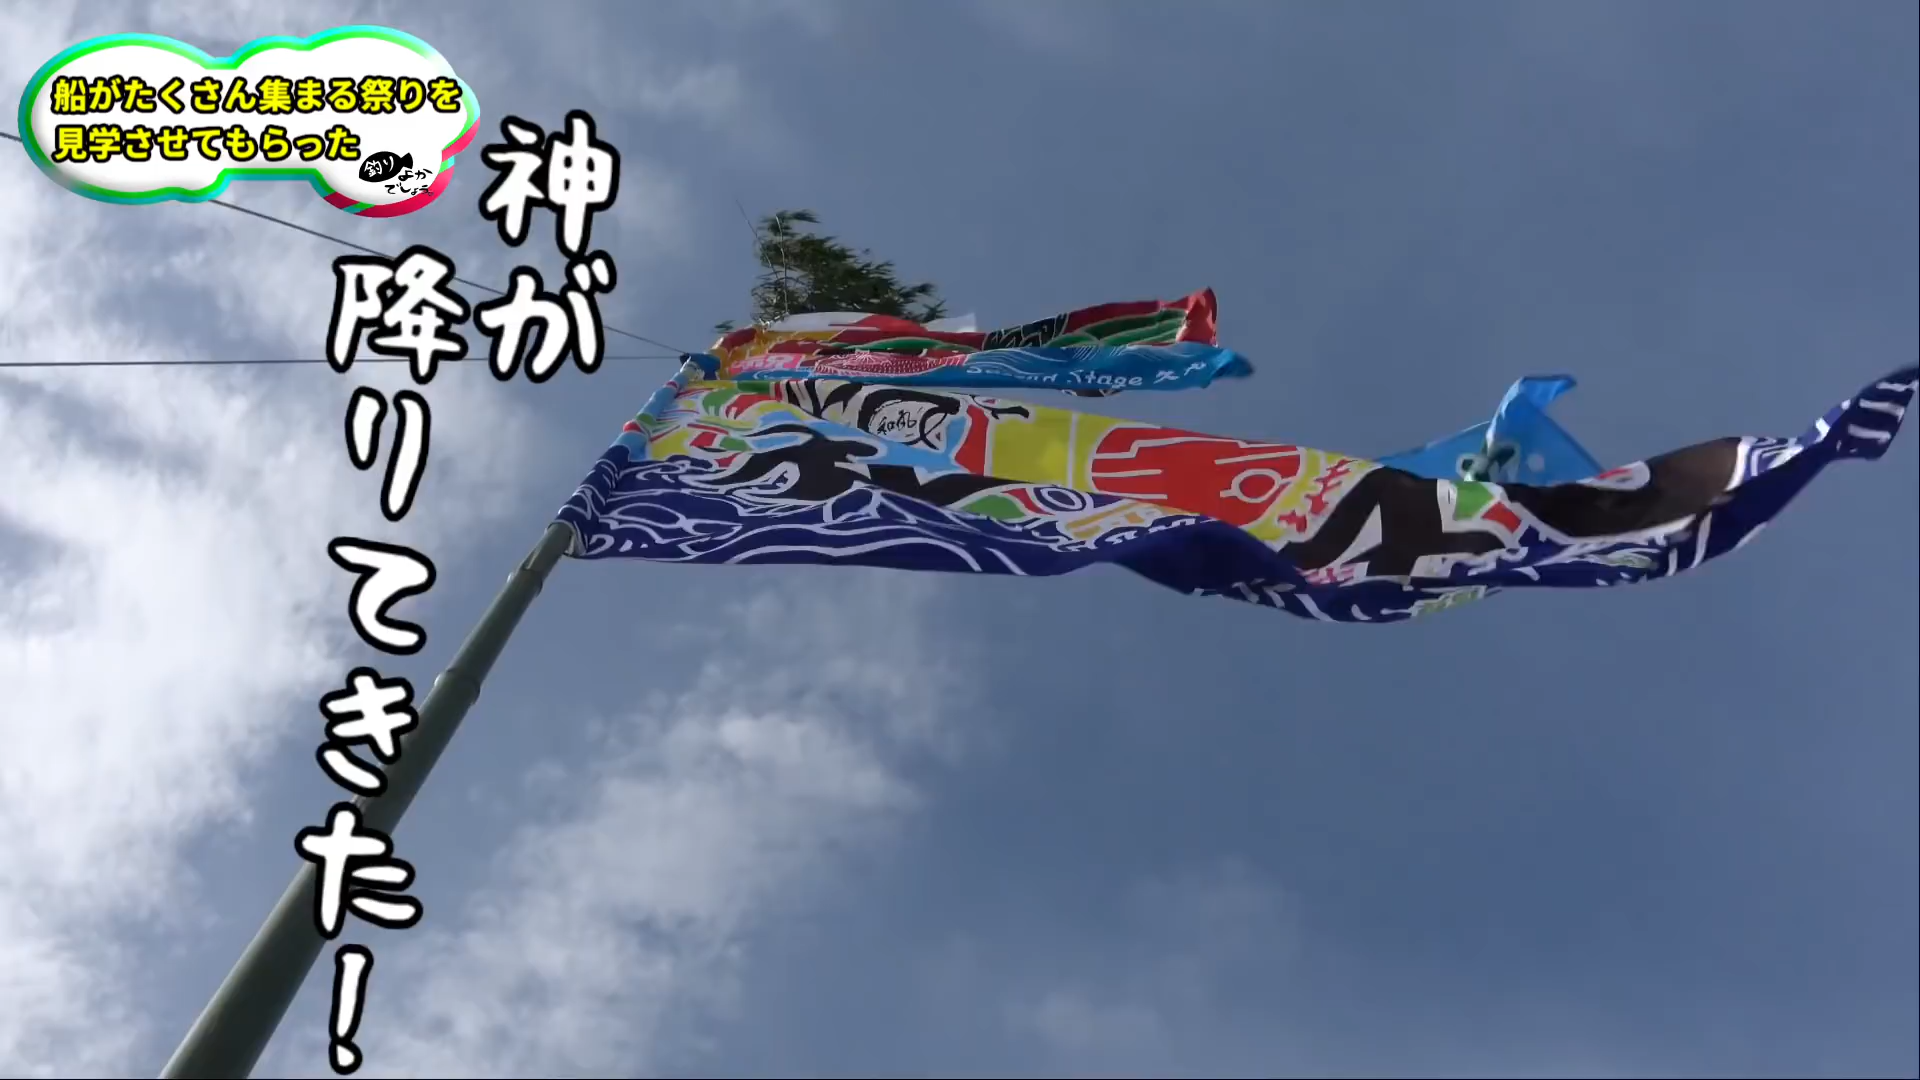 船がたくさん集まる祭りを
見学させてもらった
釣り
よか
でしょう。
神が
降りてきた！
Second Stage